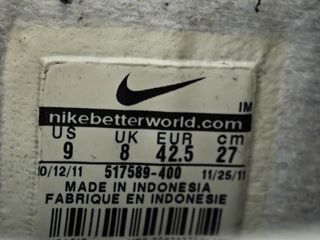 IM
nikebetterworld.com
US UK EUR cm
9 8 42.5 27
10/12/11 517589-400 11/25/11
MADE IN INDONESIA
FABRIQUE EN INDONESIE